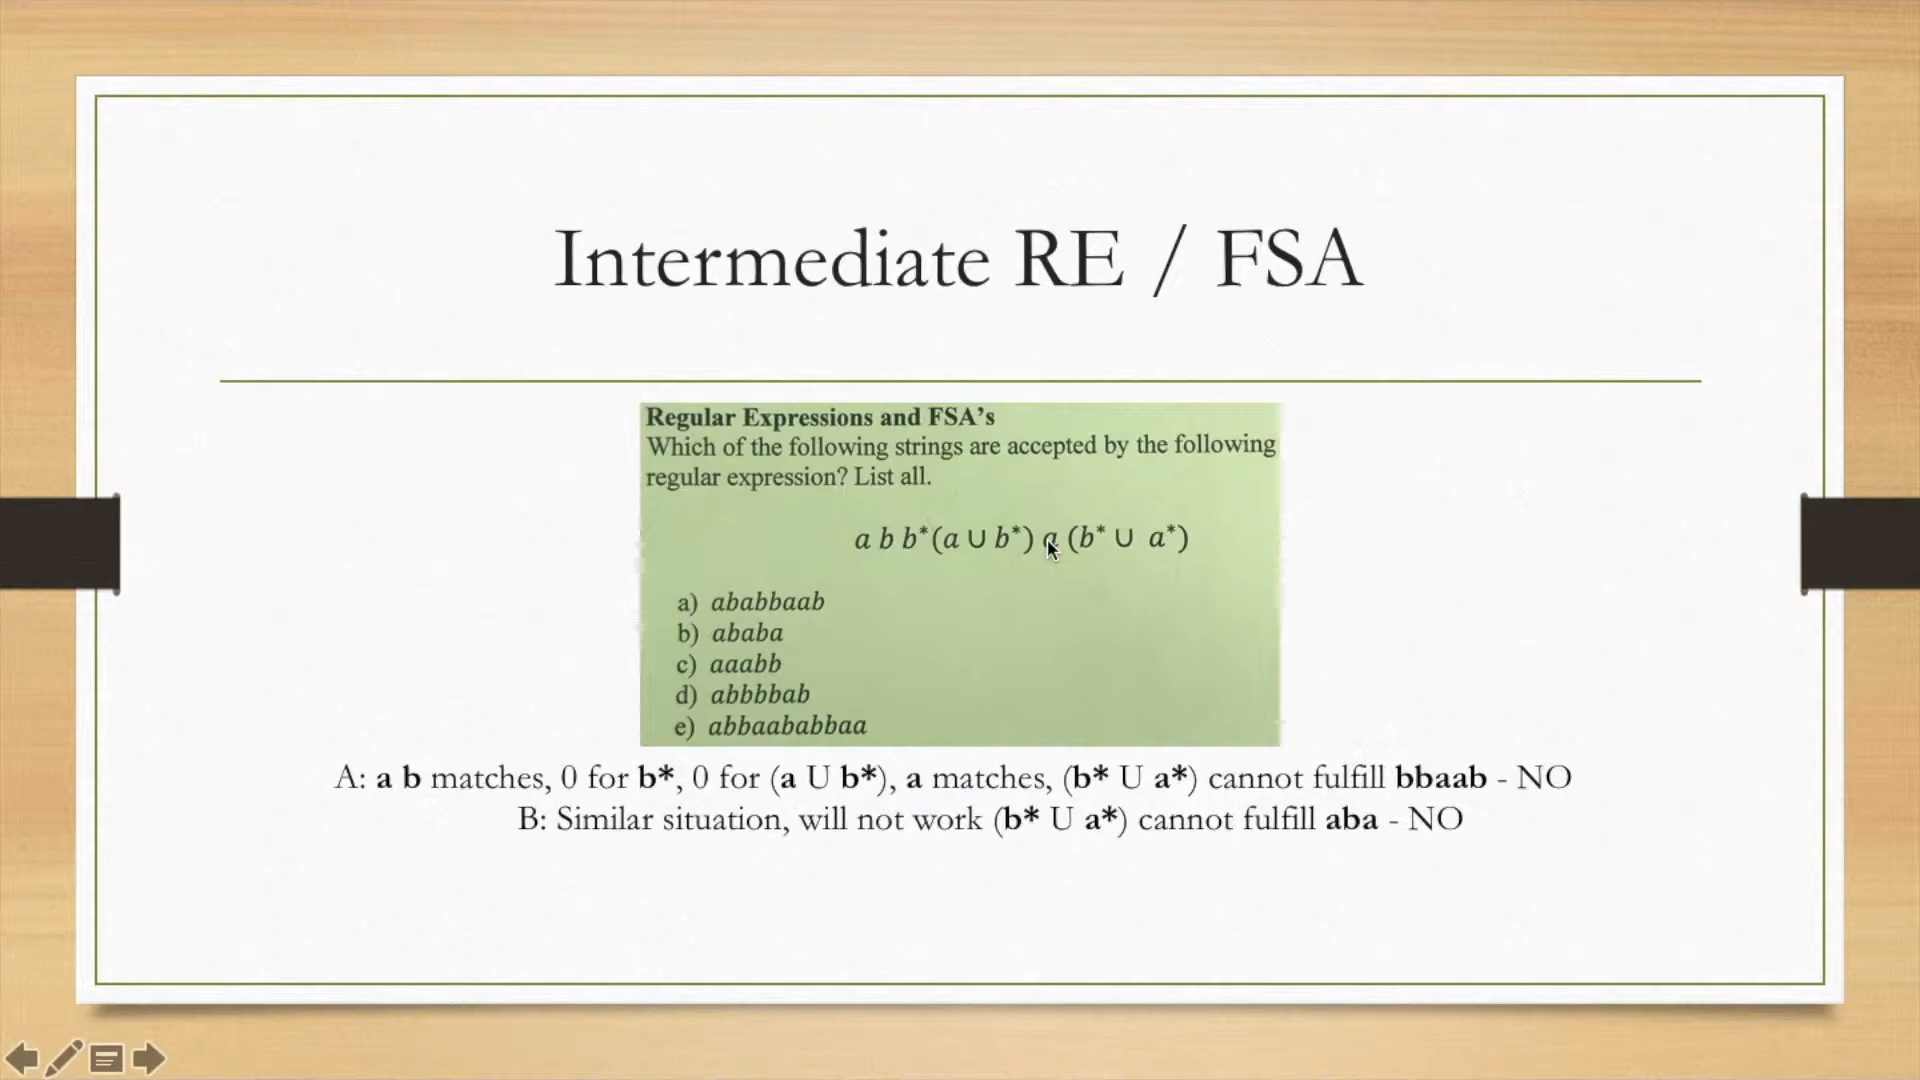 Intermediate RE / FSA
Regular Expressions and FSA's
Which of the following strings are accepted by the following
regular expression? List all.
a b b*(a ∪ b*) a (b* ∪ a*)
a) ababbaab
b) ababa
c) aaabb
d) abbbbab
e) abbaababbaa
A: a b matches, 0 for b*, 0 for (a U b*), a matches, (b* U a*) cannot fulfill bbaab - NO
B: Similar situation, will not work (b* U a*) cannot fulfill aba - NO